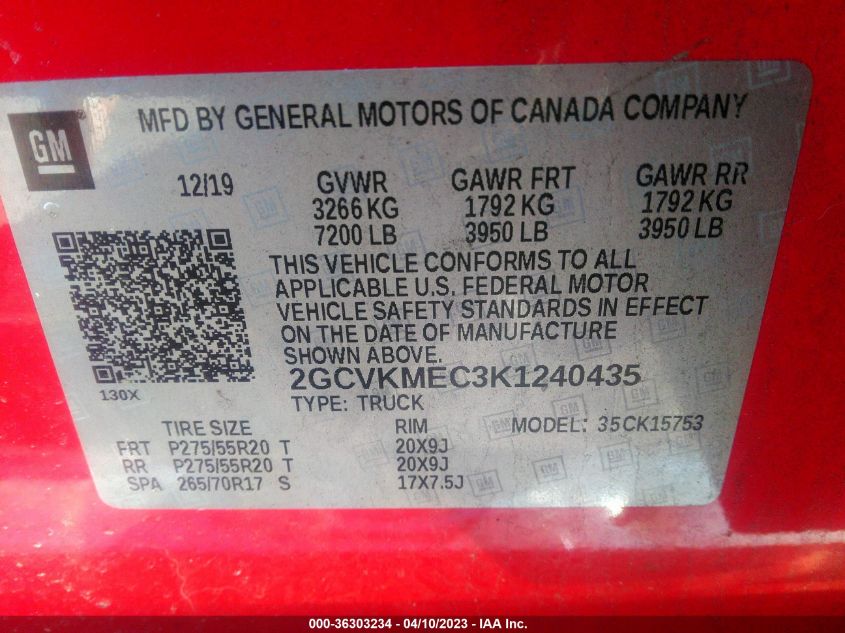 GM
MFD BY GENERAL MOTORS OF CANADA COMPANY
12/19 GVWR GAWR FRT GAWR RR
3266 KG 1792 KG 1792 KG
7200 LB 3950 LB 3950 LB
THIS VEHICLE CONFORMS TO ALL
APPLICABLE U.S. FEDERAL MOTOR
VEHICLE SAFETY STANDARDS IN EFFECT
ON THE DATE OF MANUFACTURE
SHOWN ABOVE.
2GCVKMEC3K1240435
130X
TYPE: TRUCK
TIRE SIZE RIM MODEL: 35CK15753
FRT P275/55R20 T 20X9J
RR P275/55R20 T 20X9J
SPA 265/70R17 S 17X7.5J
000-36303234 - 04/10/2023 - IAA Inc.